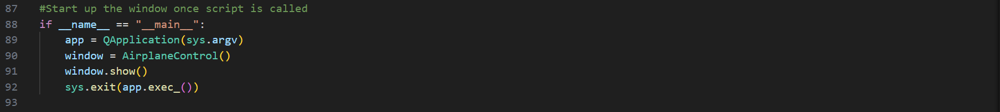 87 #Start up the window once script is called
88 if __name__ == "__main__":
89     app = QApplication(sys.argv)
90     window = AirplaneControl()
91     window.show()
92     sys.exit(app.exec_())
93